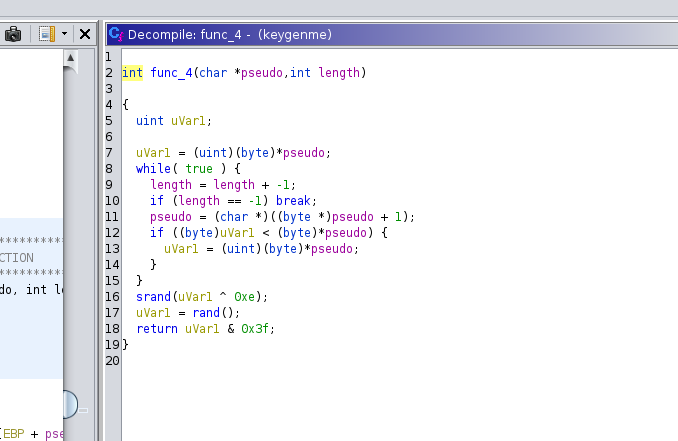 Decompile: func_4 - (keygenme)
1
2 int func_4(char *pseudo,int length)
3
4 {
5 uint uVar1;
6
7 uVar1 = (uint)(byte)*pseudo;
8 while( true ) {
9 length = length + -1;
10 if (length == -1) break;
11 pseudo = (char *)((byte *)pseudo + 1);
12 if ((byte)uVar1 < (byte)*pseudo) {
13 uVar1 = (uint)(byte)*pseudo;
14 }
15 }
16 srand(uVar1 ^ 0xe);
17 uVar1 = rand();
18 return uVar1 & 0x3f;
19 }
20
**********
CTION
**********
do, int l
[EBP + pse